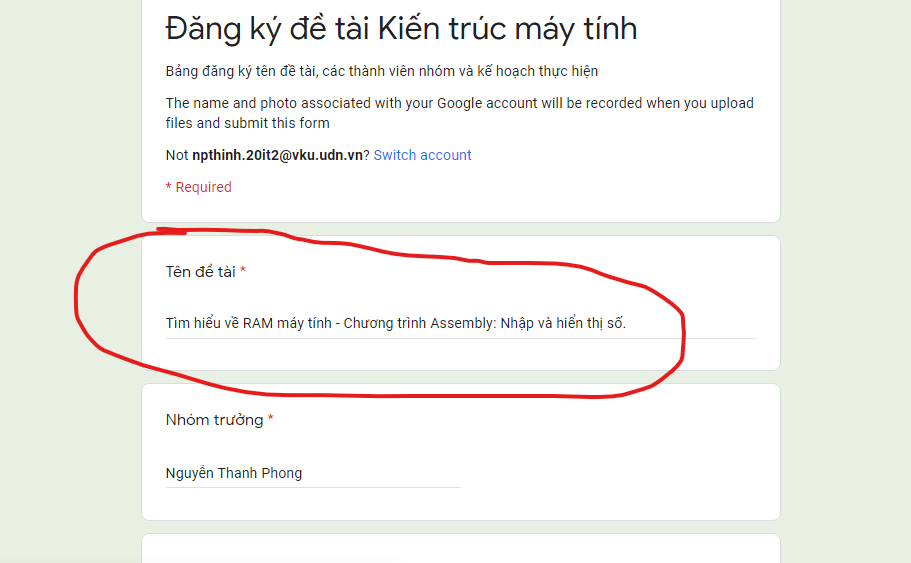 Đăng ký đề tài Kiến trúc máy tính
Bảng đăng ký tên đề tài, các thành viên nhóm và kế hoạch thực hiện
The name and photo associated with your Google account will be recorded when you upload
files and submit this form
Not npthinh.20it2@vku.udn.vn? Switch account
* Required
Tên đề tài *
Tìm hiểu về RAM máy tính - Chương trình Assembly: Nhập và hiển thị số.
Nhóm trưởng *
Nguyễn Thanh Phong